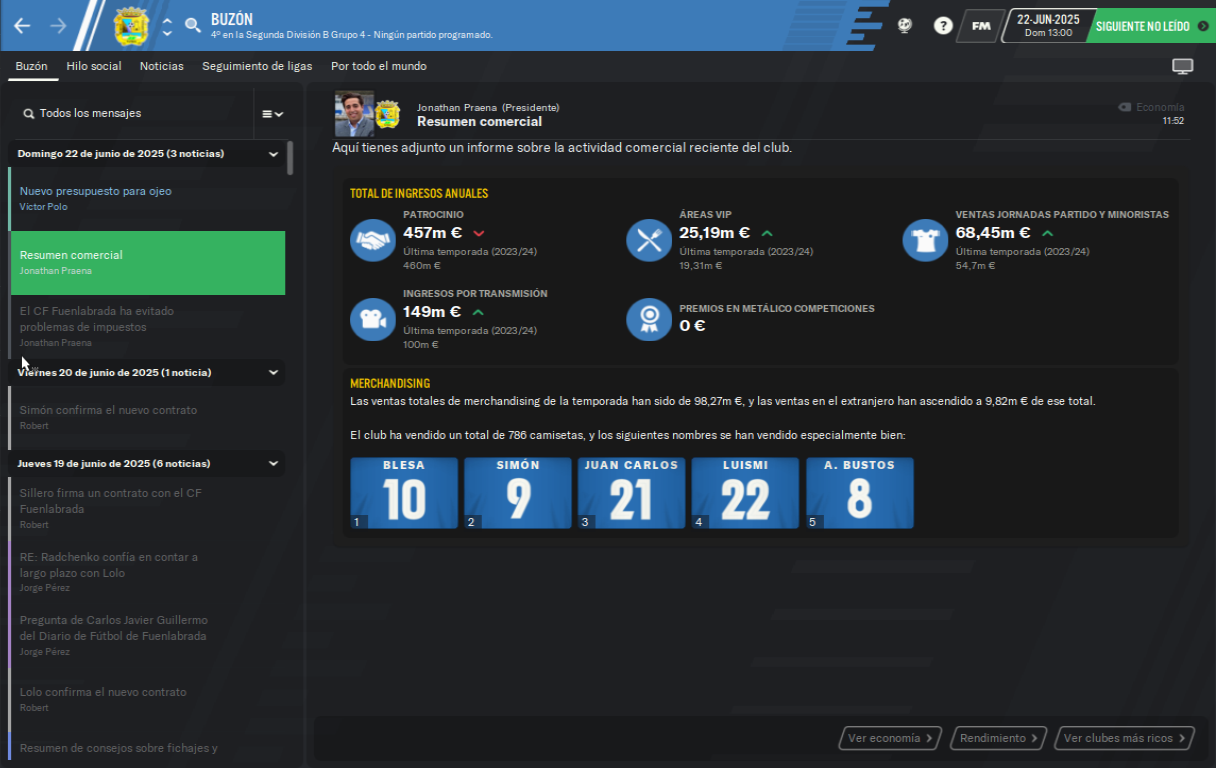 BUZÓN
4º en la Segunda División B Grupo 4 - Ningún partido programado.
?
FM
22-JUN-2025
Dom 13:00
SIGUIENTE NO LEÍDO
Buzón
Hilo social
Noticias
Seguimiento de ligas
Por todo el mundo
Todos los mensajes
Domingo 22 de junio de 2025 (3 noticias)
Nuevo presupuesto para ojeo
Víctor Polo
Resumen comercial
Jonathan Praena
El CF Fuenlabrada ha evitado
problemas de impuestos
Jonathan Praena
Viernes 20 de junio de 2025 (1 noticia)
Simón confirma el nuevo contrato
Robert
Jueves 19 de junio de 2025 (6 noticias)
Sillero firma un contrato con el CF
Fuenlabrada
Robert
RE: Radchenko confía en contar a
largo plazo con Lolo
Jorge Pérez
Pregunta de Carlos Javier Guillermo
del Diario de Fútbol de Fuenlabrada
Jorge Pérez
Lolo confirma el nuevo contrato
Robert
Resumen de consejos sobre fichajes y
Jonathan Praena (Presidente)
Resumen comercial
Economía
11:52
Aquí tienes adjunto un informe sobre la actividad comercial reciente del club.
TOTAL DE INGRESOS ANUALES
PATROCINIO
457m €
Última temporada (2023/24)
460m €
ÁREAS VIP
25,19m €
Última temporada (2023/24)
19,31m €
VENTAS JORNADAS PARTIDO Y MINORISTAS
68,45m €
Última temporada (2023/24)
54,7m €
INGRESOS POR TRANSMISIÓN
149m €
Última temporada (2023/24)
100m €
PREMIOS EN METÁLICO COMPETICIONES
0 €
MERCHANDISING
Las ventas totales de merchandising de la temporada han sido de 98,27m €, y las ventas en el extranjero han ascendido a 9,82m € de ese total.
El club ha vendido un total de 786 camisetas, y los siguientes nombres se han vendido especialmente bien:
BLESA
10
1
SIMÓN
9
2
JUAN CARLOS
21
3
LUISMI
22
4
A. BUSTOS
8
5
Ver economía
Rendimiento
Ver clubes más ricos